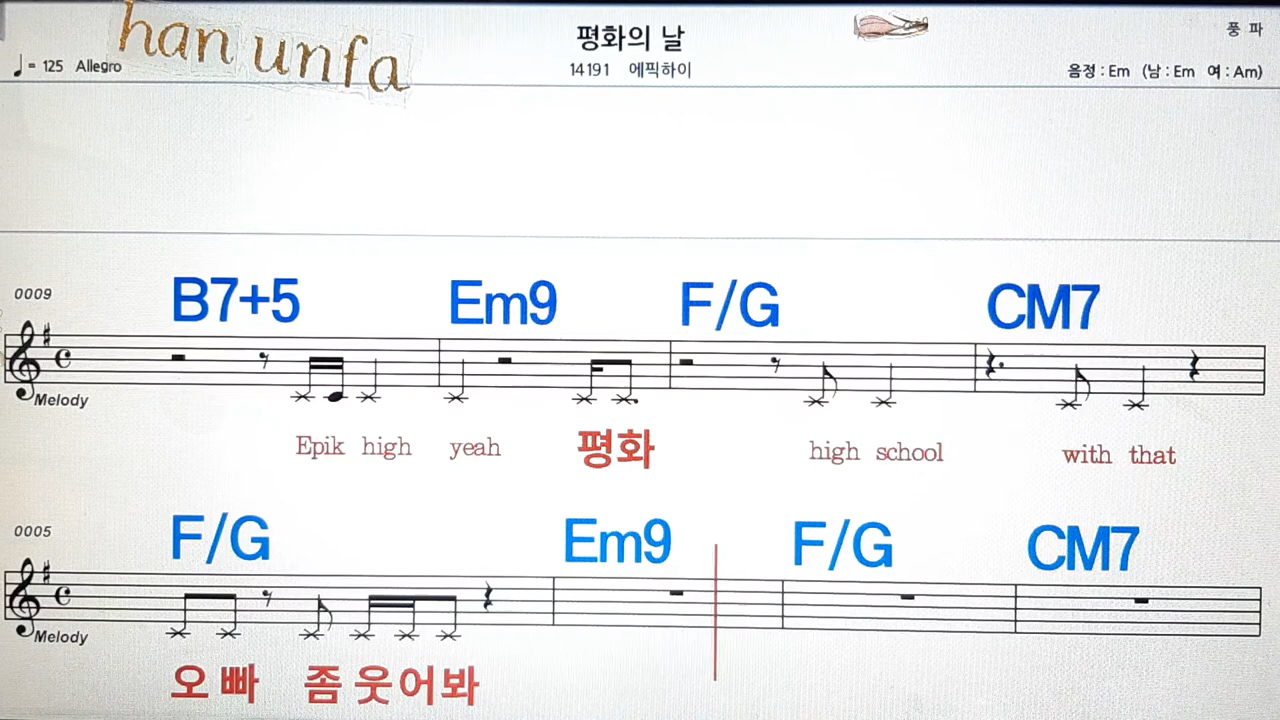 han unfa
평화의 날
풍 파
♩= 125 Allegro
14191 에픽하이
음정 : Em (남 : Em 여 : Am)
0009
B7+5 Em9 F/G CM7
Melody
Epik high yeah 평화 high school with that
0005
F/G Em9 F/G CM7
Melody
오 빠 좀 웃 어 봐